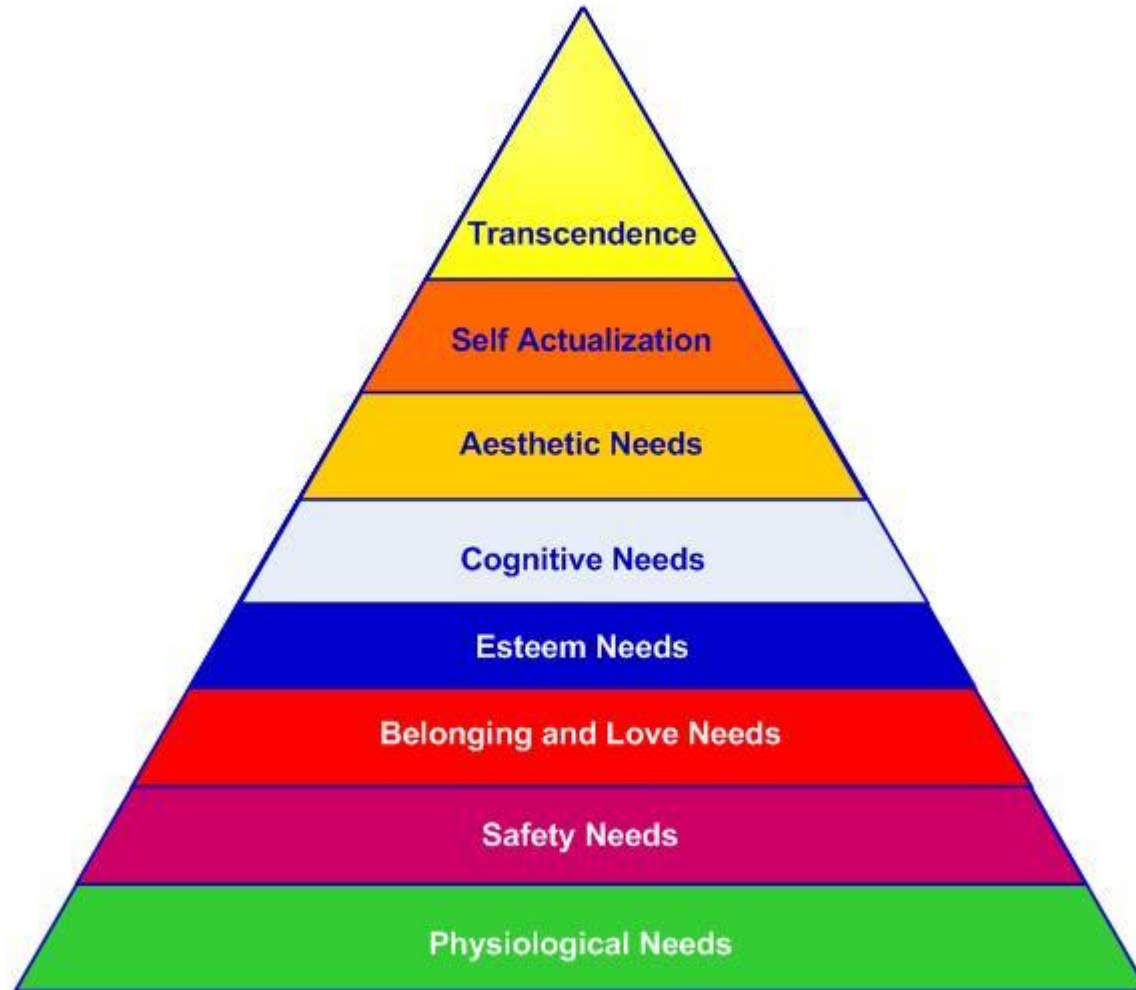 Transcendence
Self Actualization
Aesthetic Needs
Cognitive Needs
Esteem Needs
Belonging and Love Needs
Safety Needs
Physiological Needs